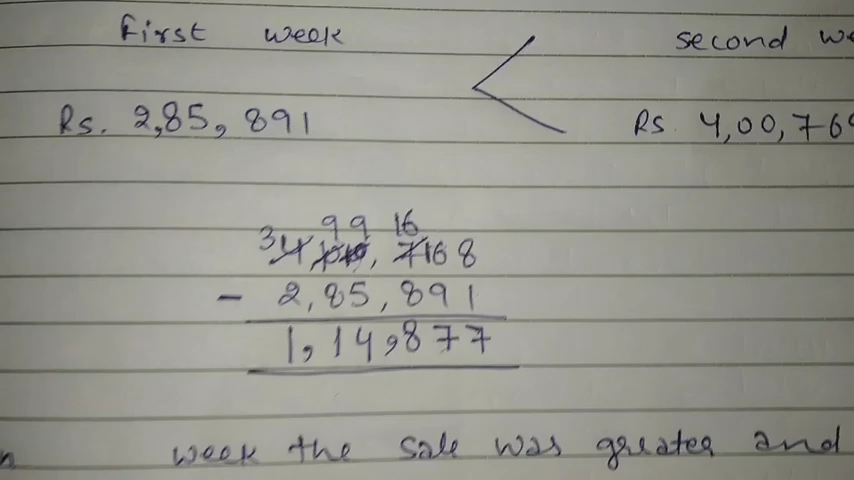 First week second
Rs. 2,85,891 Rs 4,00,76
3 9 9 16
4,00,7168
- 2,85,891
1,14,877
week the sale was greater and